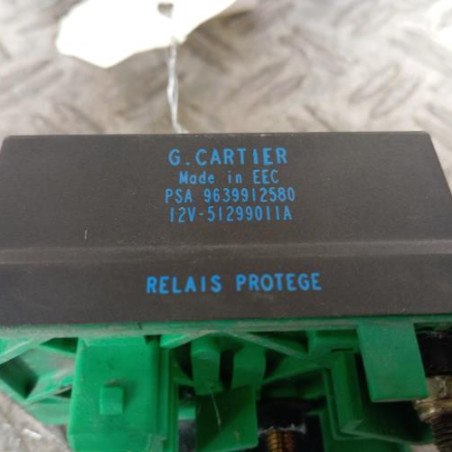 G. CARTIER
Made in EEC
PSA 9639912580
12V-51299011A
RELAIS PROTEGE